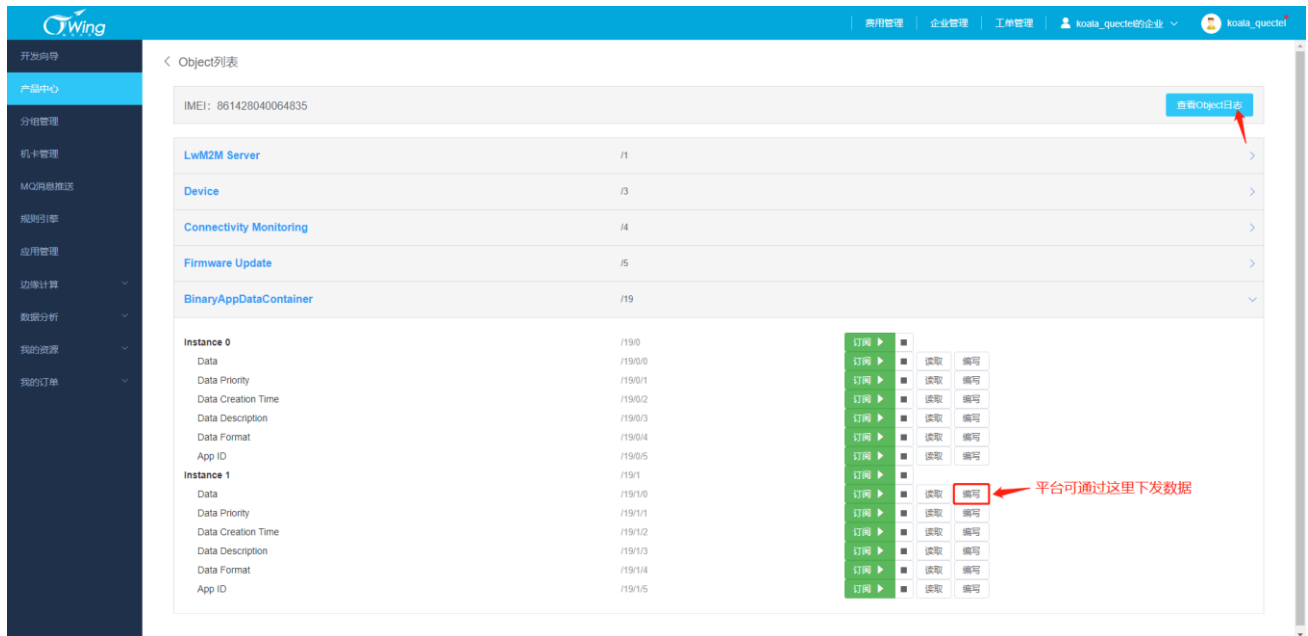 CTWing 费用管理 企业管理 工单管理 koala_quectel的企业 koala_quectel
开发向导
产品中心
分组管理
机卡管理
MQ消息推送
规则引擎
应用管理
边缘计算
数据分析
我的资源
我的订单
Object列表
IMEI: 861428040064835 查看Object日志
LwM2M Server /1
Device /3
Connectivity Monitoring /4
Firmware Update /5
BinaryAppDataContainer /19
Instance 0 /19/0 订阅
Data /19/0/0 订阅 读取 编写
Data Priority /19/0/1 订阅 读取 编写
Data Creation Time /19/0/2 订阅 读取 编写
Data Description /19/0/3 订阅 读取 编写
Data Format /19/0/4 订阅 读取 编写
App ID /19/0/5 订阅 读取 编写
Instance 1 /19/1 订阅
Data /19/1/0 订阅 读取 编写 平台可通过这里下发数据
Data Priority /19/1/1 订阅 读取 编写
Data Creation Time /19/1/2 订阅 读取 编写
Data Description /19/1/3 订阅 读取 编写
Data Format /19/1/4 订阅 读取 编写
App ID /19/1/5 订阅 读取 编写